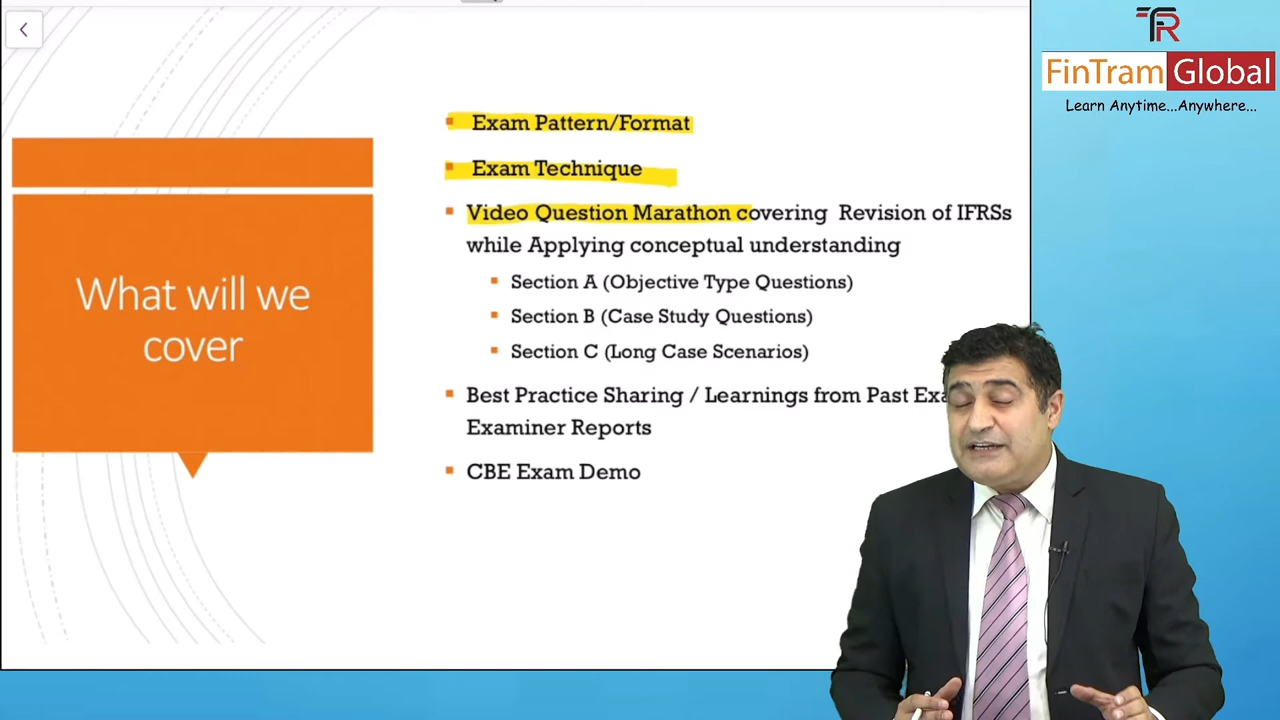 What will we
cover
Exam Pattern/Format
Exam Technique
Video Question Marathon covering Revision of IFRSs
while Applying conceptual understanding
Section A (Objective Type Questions)
Section B (Case Study Questions)
Section C (Long Case Scenarios)
Best Practice Sharing / Learnings from Past
Examiner Reports
CBE Exam Demo
TR
FinTram Global
Learn Anytime...Anywhere...